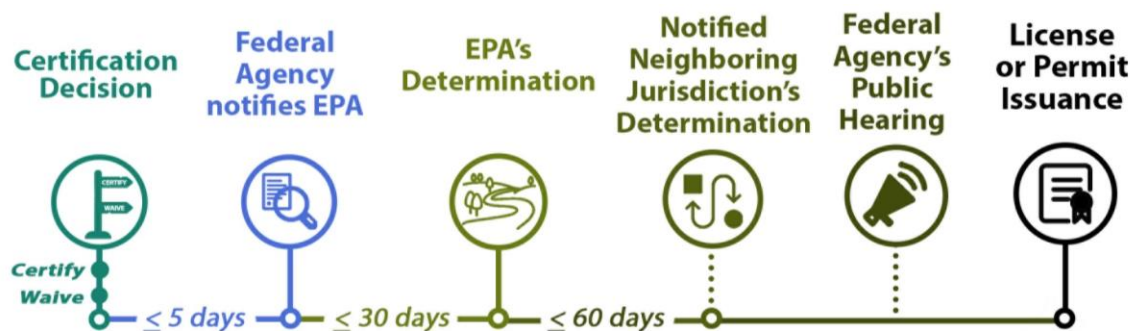 Certification
Decision
Federal
Agency
notifies EPA
EPA's
Determination
Notified
Neighboring
Jurisdiction's
Determination
Federal
Agency's
Public
Hearing
License
or Permit
Issuance
CERTIFY
WAIVE
Certify
Waive
≤ 5 days
≤ 30 days
≤ 60 days